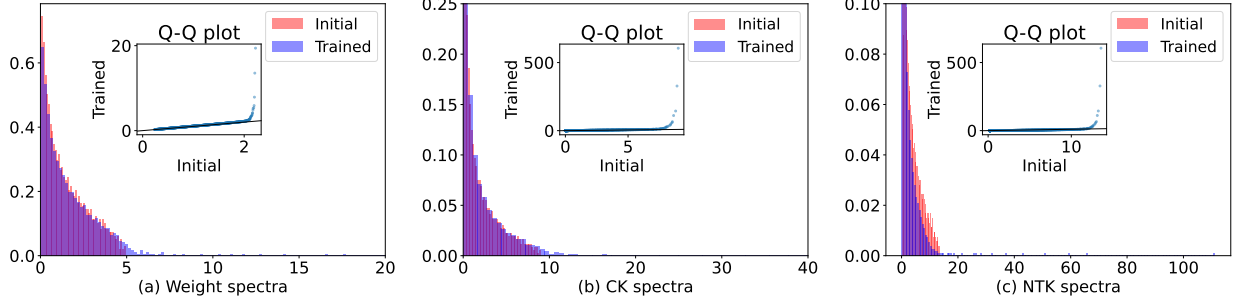 Initial
Trained
Q-Q plot
Trained
20
0
0
2
Initial
0.6
0.4
0.2
0.0
0
5
10
15
20
(a) Weight spectra
Initial
Trained
Q-Q plot
Trained
500
0
0
5
Initial
0.25
0.20
0.15
0.10
0.05
0.00
0
10
20
30
40
(b) CK spectra
Initial
Trained
Q-Q plot
Trained
500
0
0
10
Initial
0.10
0.08
0.06
0.04
0.02
0.00
0
20
40
60
80
100
(c) NTK spectra